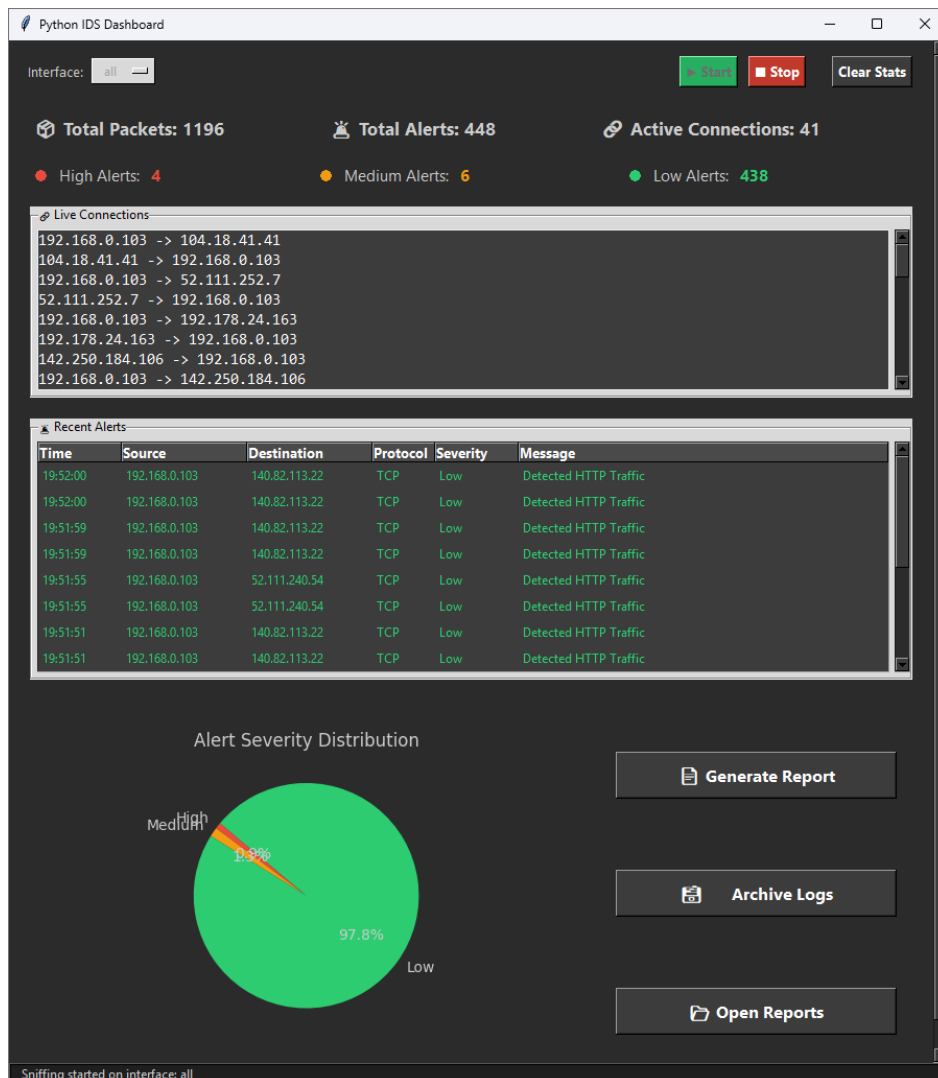 Python IDS Dashboard
Interface: all ▶ Start ■ Stop Clear Stats
Total Packets: 1196 Total Alerts: 448 Active Connections: 41
High Alerts: 4 Medium Alerts: 6 Low Alerts: 438
Live Connections
192.168.0.103 -> 104.18.41.41
104.18.41.41 -> 192.168.0.103
192.168.0.103 -> 52.111.252.7
52.111.252.7 -> 192.168.0.103
192.168.0.103 -> 192.178.24.163
192.178.24.163 -> 192.168.0.103
142.250.184.106 -> 192.168.0.103
192.168.0.103 -> 142.250.184.106
Recent Alerts
Time Source Destination Protocol Severity Message
19:52:00 192.168.0.103 140.82.113.22 TCP Low Detected HTTP Traffic
19:52:00 192.168.0.103 140.82.113.22 TCP Low Detected HTTP Traffic
19:51:59 192.168.0.103 140.82.113.22 TCP Low Detected HTTP Traffic
19:51:59 192.168.0.103 140.82.113.22 TCP Low Detected HTTP Traffic
19:51:55 192.168.0.103 52.111.240.54 TCP Low Detected HTTP Traffic
19:51:55 192.168.0.103 52.111.240.54 TCP Low Detected HTTP Traffic
19:51:51 192.168.0.103 140.82.113.22 TCP Low Detected HTTP Traffic
19:51:51 192.168.0.103 140.82.113.22 TCP Low Detected HTTP Traffic
Alert Severity Distribution
High
Medium
0.9%
1.3%
97.8%
Low
Generate Report
Archive Logs
Open Reports
Sniffing started on interface: all